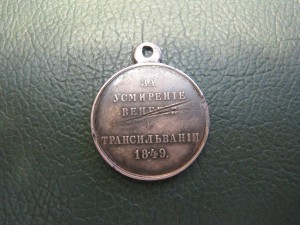 ЗА
УСМИРЕНІЕ
ВЕНГРІИ
И
ТРАНСИЛЬВАНІИ
1849.